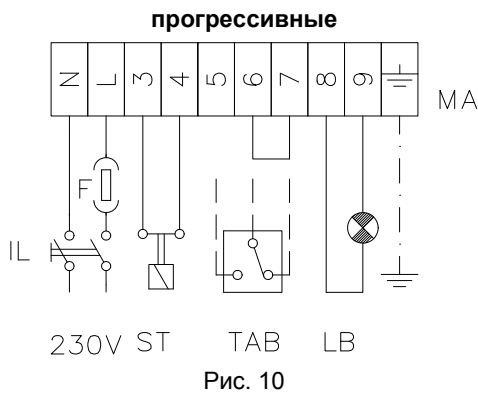 прогрессивные
N L 3 4 5 6 7 8 9
MA
F
IL
230V ST TAB LB
Рис. 10